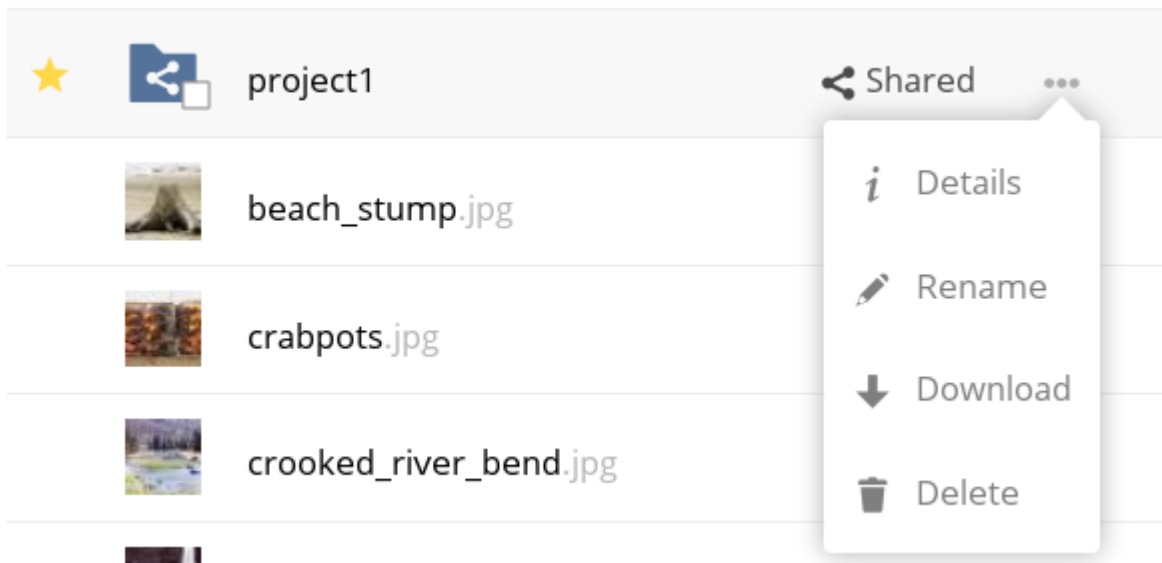 project1 Shared
Details
beach_stump.jpg
Rename
crabpots.jpg
Download
crooked_river_bend.jpg
Delete